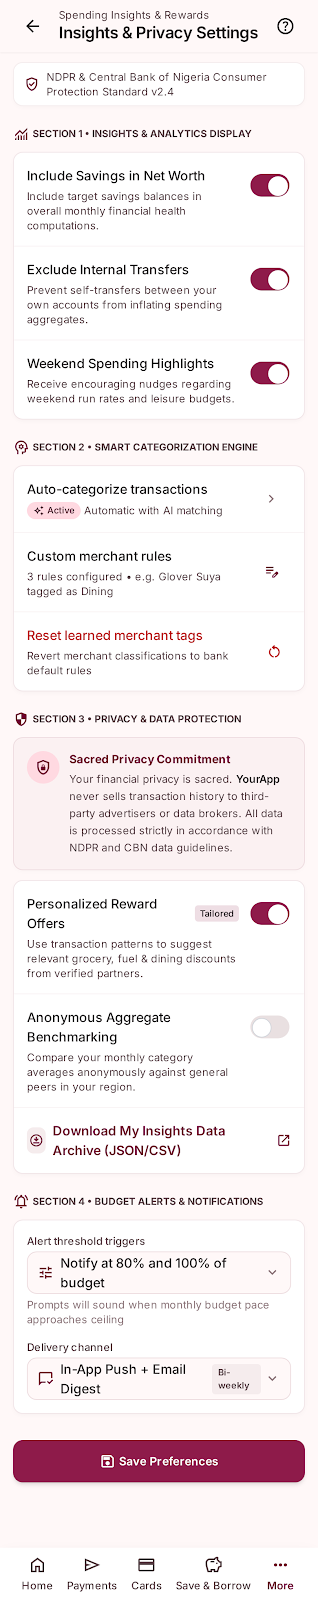 Spending Insights & Rewards
Insights & Privacy Settings
NDPR & Central Bank of Nigeria Consumer
Protection Standard v2.4
SECTION 1 • INSIGHTS & ANALYTICS DISPLAY
Include Savings in Net Worth
Include target savings balances in
overall monthly financial health
computations.
Exclude Internal Transfers
Prevent self-transfers between your
own accounts from inflating spending
aggregates.
Weekend Spending Highlights
Receive encouraging nudges regarding
weekend run rates and leisure budgets.
SECTION 2 • SMART CATEGORIZATION ENGINE
Auto-categorize transactions
Active Automatic with AI matching
Custom merchant rules
3 rules configured • e.g. Glover Suya
tagged as Dining
Reset learned merchant tags
Revert merchant classifications to bank
default rules
SECTION 3 • PRIVACY & DATA PROTECTION
Sacred Privacy Commitment
Your financial privacy is sacred. YourApp
never sells transaction history to third-
party advertisers or data brokers. All data
is processed strictly in accordance with
NDPR and CBN data guidelines.
Personalized Reward
Offers
Tailored
Use transaction patterns to suggest
relevant grocery, fuel & dining discounts
from verified partners.
Anonymous Aggregate
Benchmarking
Compare your monthly category
averages anonymously against general
peers in your region.
Download My Insights Data
Archive (JSON/CSV)
SECTION 4 • BUDGET ALERTS & NOTIFICATIONS
Alert threshold triggers
Notify at 80% and 100% of
budget
Prompts will sound when monthly budget pace
approaches ceiling
Delivery channel
In-App Push + Email
Digest
Bi-
weekly
Save Preferences
Home Payments Cards Save & Borrow More